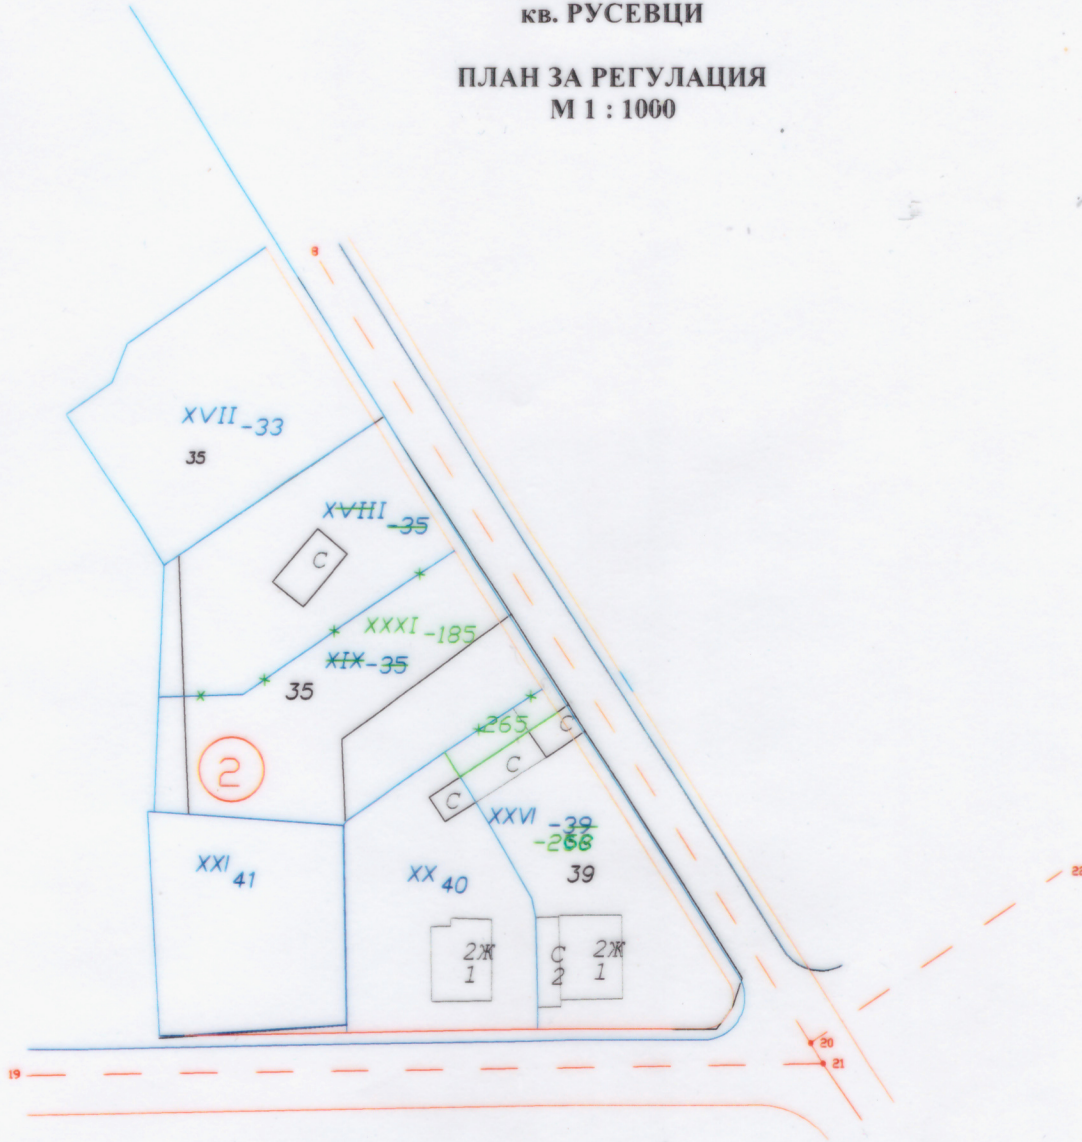 кв. РУСЕВЦИ
ПЛАН ЗА РЕГУЛАЦИЯ
М 1 : 1000
8
XVII -33
35
XVIII -35
С
XXXI -185
XIX-35
35
265
С
2
С
С
XXVI -39
39
XXI 41
XX 40
2Ж
1
С
2
2Ж
1
22
20
19
21